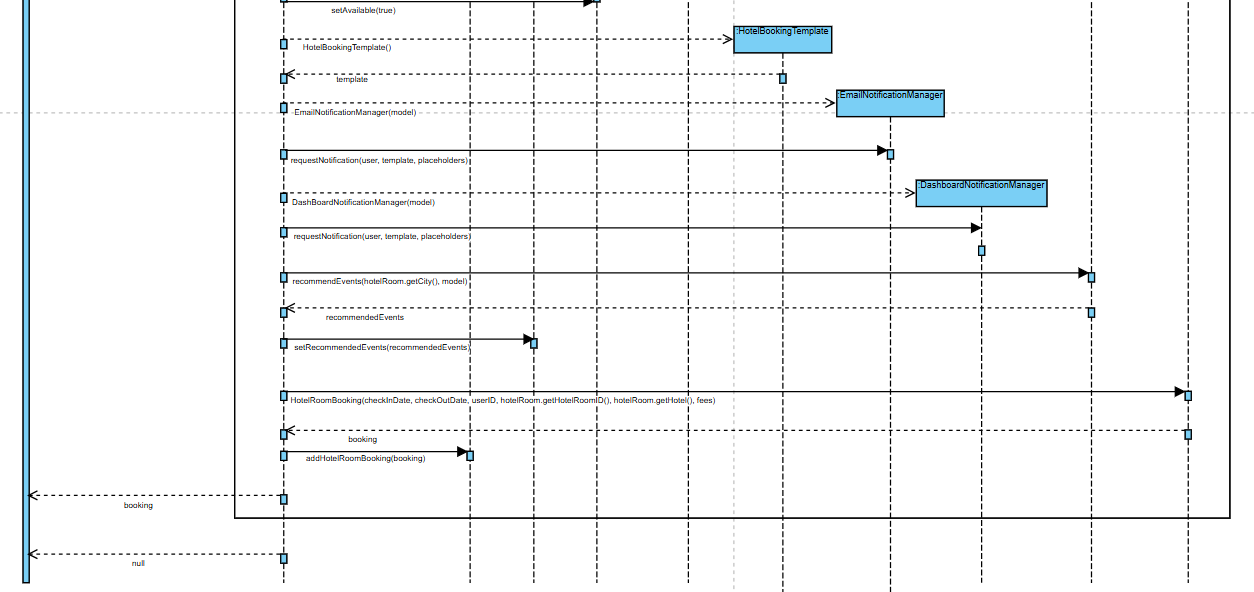 setAvailable(true)
:HotelBookingTemplate
HotelBookingTemplate()
template
:EmailNotificationManager
EmailNotificationManager(model)
requestNotification(user, template, placeholders)
:DashboardNotificationManager
DashBoardNotificationManager(model)
requestNotification(user, template, placeholders)
recommendEvents(hotelRoom.getCity(), model)
recommendedEvents
setRecommendedEvents(recommendedEvents)
HotelRoomBooking(checkInDate, checkOutDate, userID, hotelRoom.getHotelRoomID(), hotelRoom.getHotel(), fees)
booking
addHotelRoomBooking(booking)
booking
null